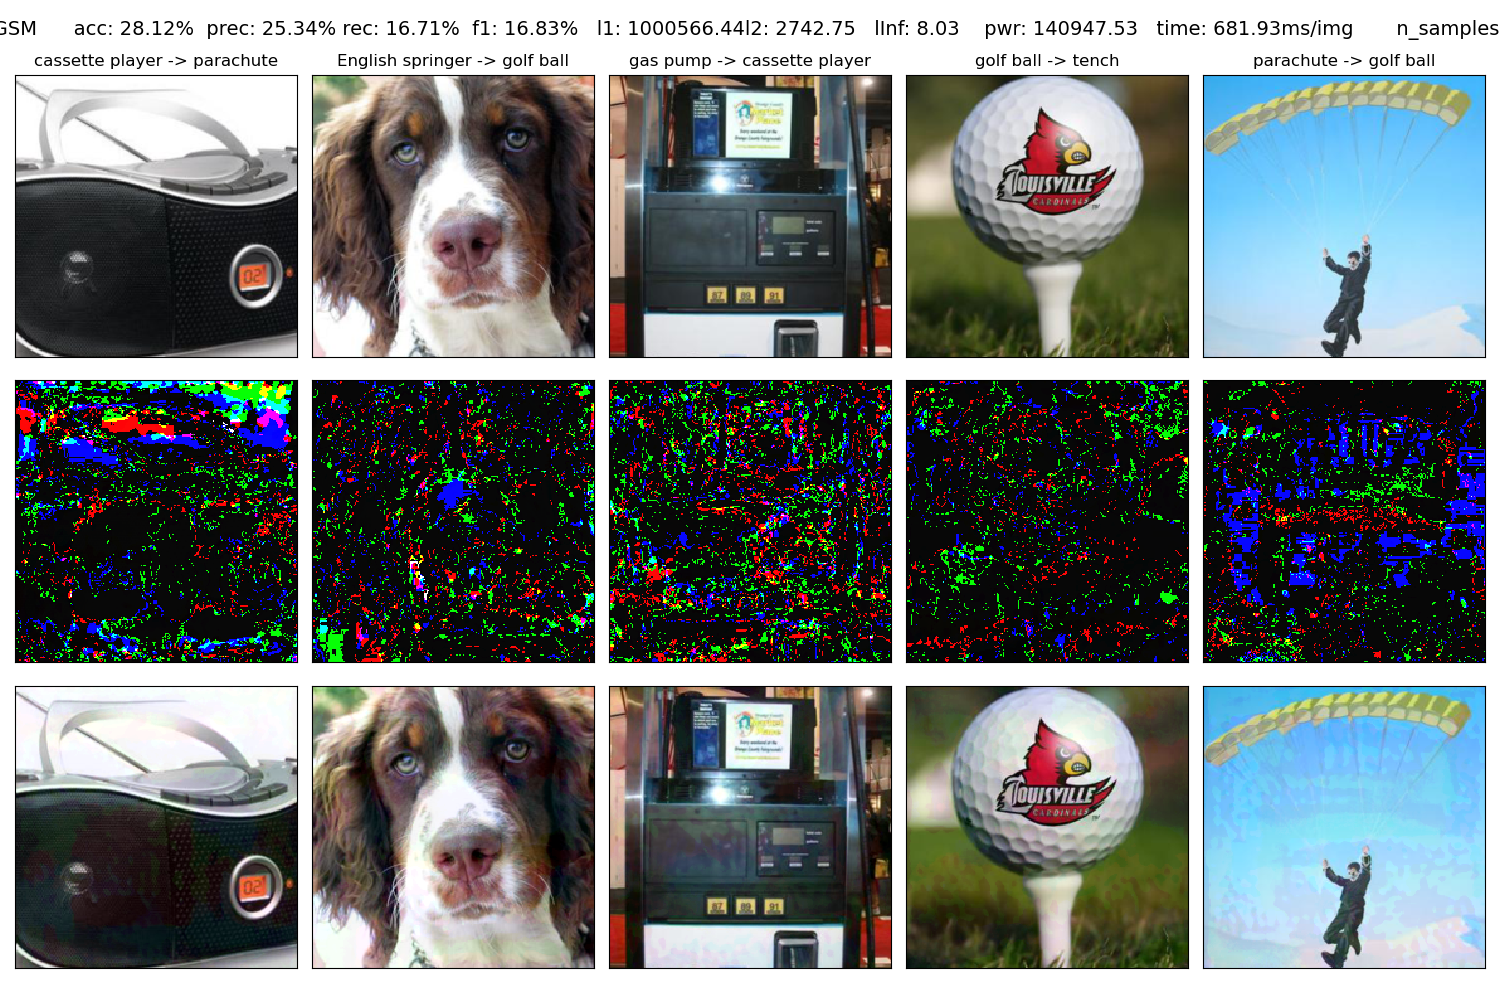 GSM acc: 28.12% prec: 25.34% rec: 16.71% f1: 16.83% l1: 1000566.44l2: 2742.75 lInf: 8.03 pwr: 140947.53 time: 681.93ms/img n_samples
cassette player -> parachute
English springer -> golf ball
gas pump -> cassette player
golf ball -> tench
parachute -> golf ball
02
87 89 91
LOUISVILLE
CARDINALS
02
87 89 91
LOUISVILLE
CARDINALS